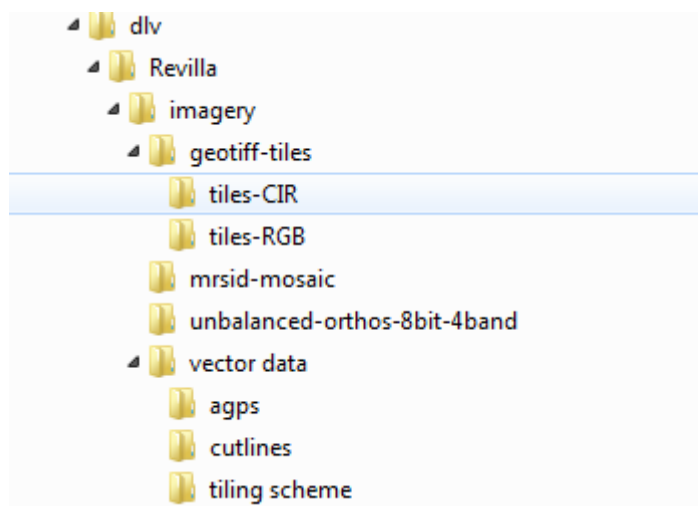 dlv
Revilla
imagery
geotiff-tiles
tiles-CIR
tiles-RGB
mrsid-mosaic
unbalanced-orthos-8bit-4band
vector data
agps
cutlines
tiling scheme